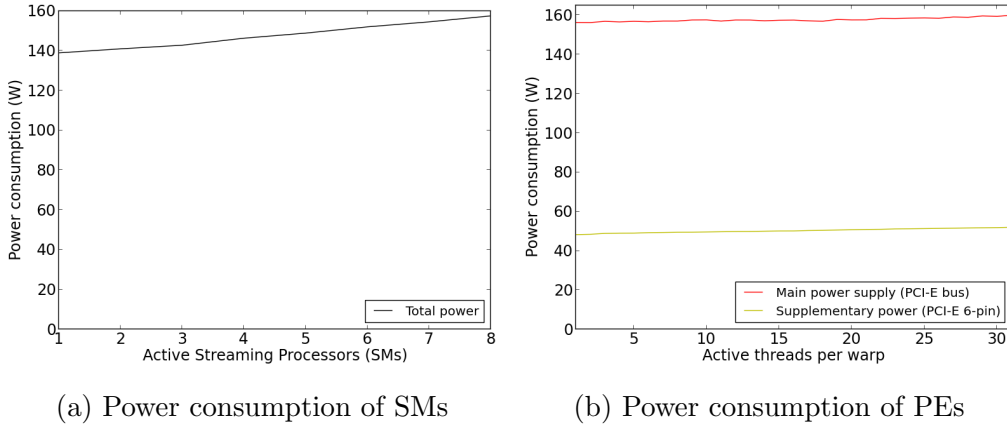 160
140
120
100
80
60
40
20
0
Power consumption (W)
Total power
1 2 3 4 5 6 7 8
Active Streaming Processors (SMs)
(a) Power consumption of SMs
160
140
120
100
80
60
40
20
0
Power consumption (W)
Main power supply (PCI-E bus)
Supplementary power (PCI-E 6-pin)
5 10 15 20 25 30
Active threads per warp
(b) Power consumption of PEs